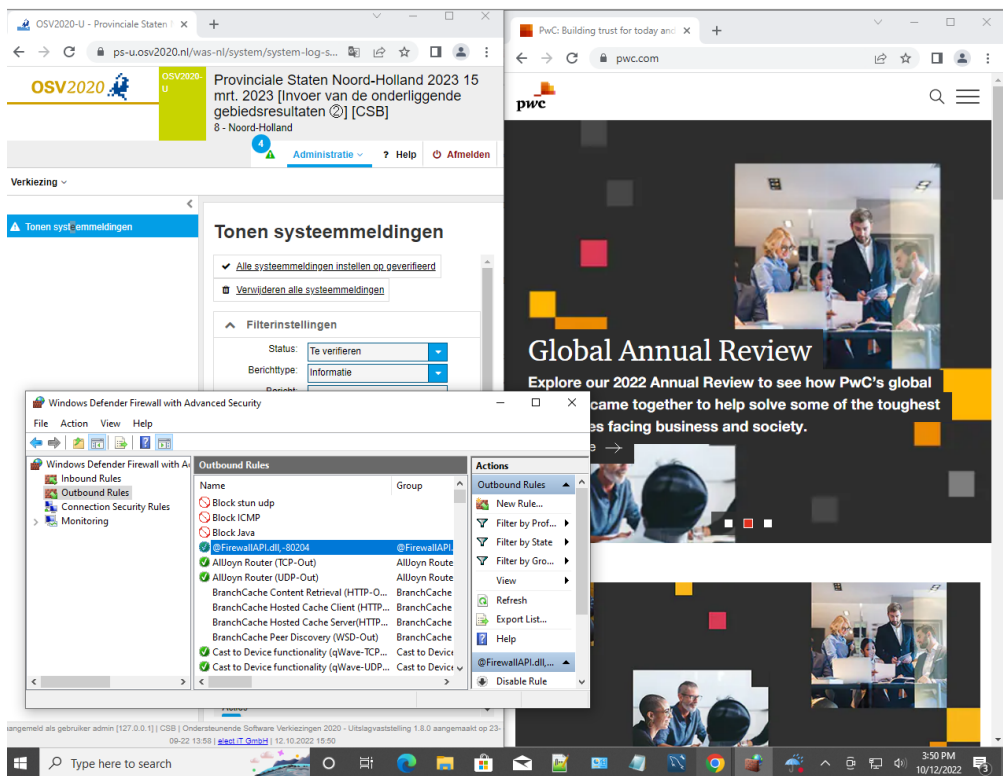 OSV2020-U - Provinciale Staten
ps-u.osv2020.nl/was-nl/system/system-log-s...
OSV2020
OSV2020-
U
Provinciale Staten Noord-Holland 2023 15
mrt. 2023 [Invoer van de onderliggende
gebiedsresultaten ②] [CSB]
8 - Noord-Holland
4
Administratie
? Help
Afmelden
Verkiezing
Tonen systeemmeldingen
Tonen systeemmeldingen
Alle systeemmeldingen instellen op geverifieerd
Verwijderen alle systeemmeldingen
Filterinstellingen
Status: Te verifieren
Berichttype: Informatie
Bericht:
PwC: Building trust for today and
pwc.com
pwc
Global Annual Review
Explore our 2022 Annual Review to see how PwC's global
came together to help solve some of the toughest
facing business and society.
Windows Defender Firewall with Advanced Security
File Action View Help
Windows Defender Firewall with Ad
Inbound Rules
Outbound Rules
Connection Security Rules
Monitoring
Outbound Rules
Name Group
Block stun udp
Block ICMP
Block Java
@FirewallAPI.dll,-80204 @FirewallAPI.
AllJoyn Router (TCP-Out) AllJoyn Route
AllJoyn Router (UDP-Out) AllJoyn Route
BranchCache Content Retrieval (HTTP-O... BranchCache
BranchCache Hosted Cache Client (HTTP... BranchCache
BranchCache Hosted Cache Server(HTTP... BranchCache
BranchCache Peer Discovery (WSD-Out) BranchCache
Cast to Device functionality (qWave-TCP... Cast to Device
Cast to Device functionality (qWave-UDP... Cast to Device
Actions
Outbound Rules
New Rule...
Filter by Prof...
Filter by State
Filter by Gro...
View
Refresh
Export List...
Help
@FirewallAPI.dll,...
Disable Rule
aangemeld als gebruiker admin [127.0.0.1] | CSB | Ondersteunende Software Verkiezingen 2020 - Uitslagvaststelling 1.8.0 aangemaakt op 23-
09-22 13:58 | elect iT GmbH | 12.10.2022 15:50
Type here to search
3:50 PM
10/12/2022
3